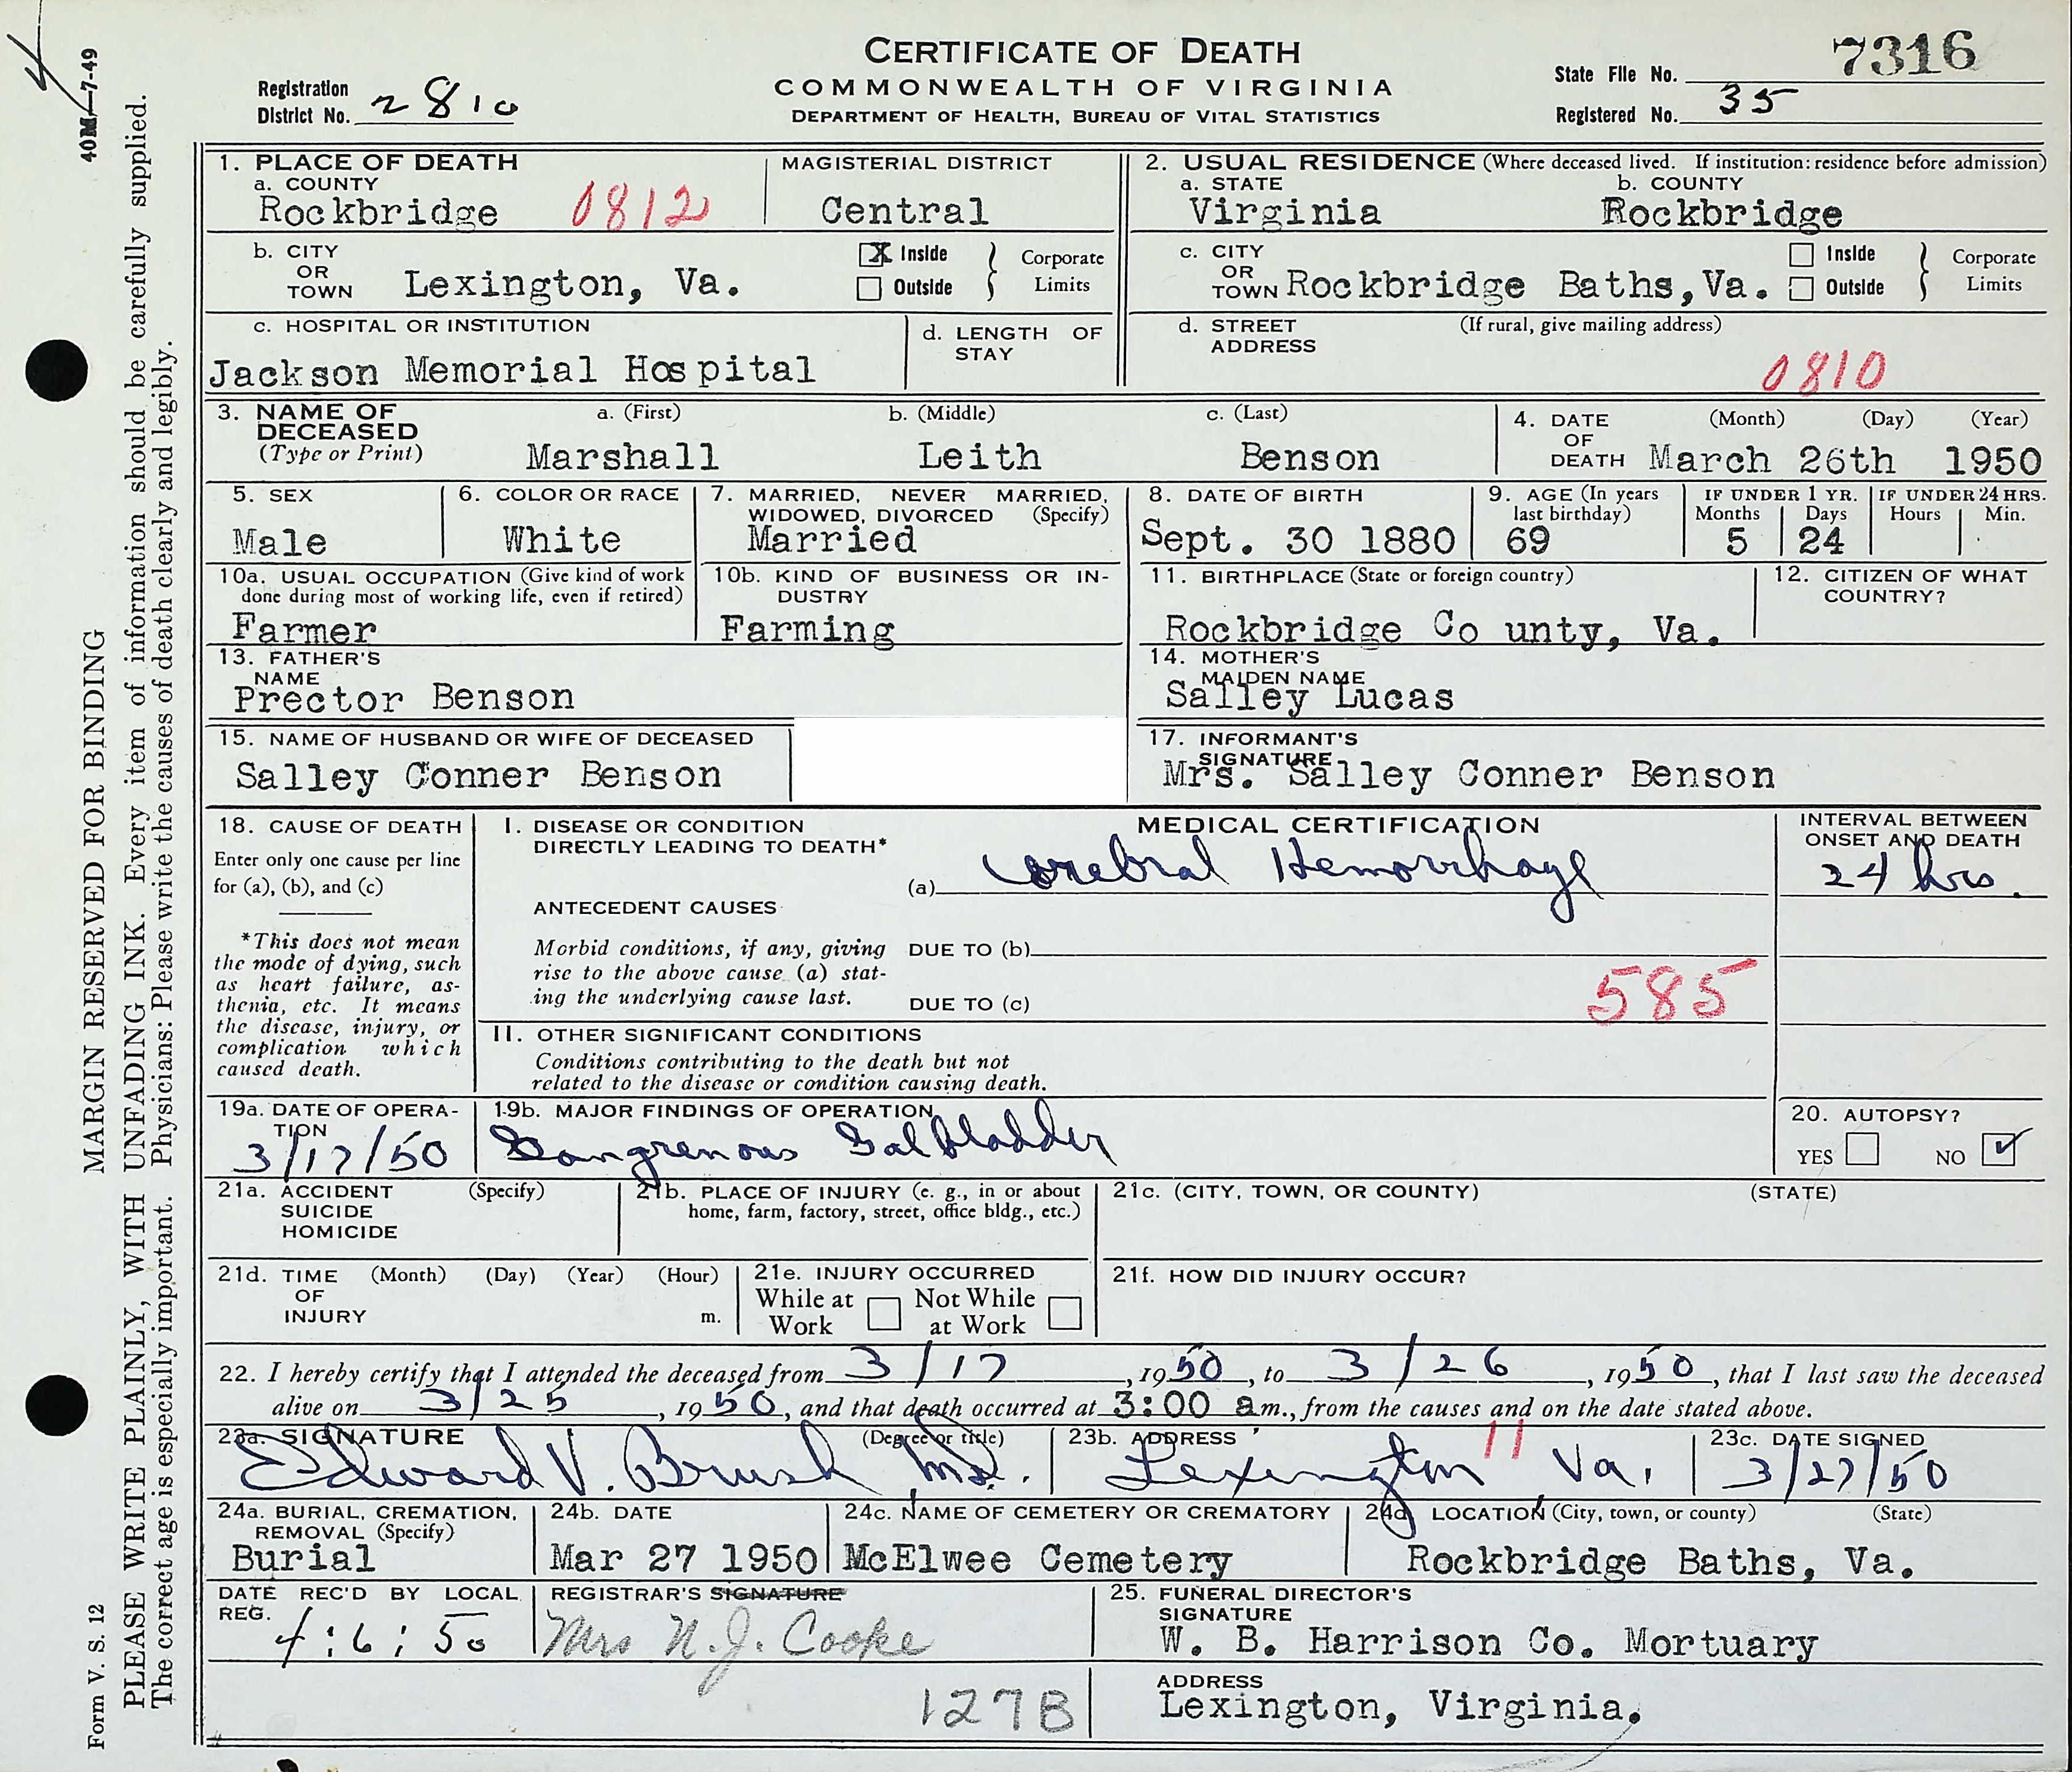 4
40M—7-49
CERTIFICATE OF DEATH
COMMONWEALTH OF VIRGINIA
DEPARTMENT OF HEALTH, BUREAU OF VITAL STATISTICS
Registration District No. 2810
State File No. 7316
Registered No. 35
MARGIN RESERVED FOR BINDING
PLEASE WRITE PLAINLY, WITH UNFADING INK. Every item of information should be carefully supplied.
The correct age is especially important. Physicians: Please write the causes of death clearly and legibly.
Form V. S. 12
1. PLACE OF DEATH
a. COUNTY
Rockbridge 0812
MAGISTERIAL DISTRICT
Central
2. USUAL RESIDENCE (Where deceased lived. If institution: residence before admission)
a. STATE
Virginia
b. COUNTY
Rockbridge
b. CITY OR TOWN Lexington, Va.
X Inside
Outside
Corporate Limits
c. CITY OR TOWN Rockbridge Baths, Va.
Inside
Outside
Corporate Limits
c. HOSPITAL OR INSTITUTION
Jackson Memorial Hospital
d. LENGTH OF STAY
d. STREET ADDRESS (If rural, give mailing address)
0810
3. NAME OF DECEASED (Type or Print)
a. (First) b. (Middle) c. (Last)
Marshall Leith Benson
4. DATE OF DEATH (Month) (Day) (Year)
March 26th 1950
5. SEX
Male
6. COLOR OR RACE
White
7. MARRIED, NEVER MARRIED, WIDOWED, DIVORCED (Specify)
Married
8. DATE OF BIRTH
Sept. 30 1880
9. AGE (In years last birthday)
69
IF UNDER 1 YR.
Months Days
5 24
IF UNDER 24 HRS.
Hours Min.
10a. USUAL OCCUPATION (Give kind of work done during most of working life, even if retired)
Farmer
10b. KIND OF BUSINESS OR INDUSTRY
Farming
11. BIRTHPLACE (State or foreign country)
Rockbridge Co unty, Va.
12. CITIZEN OF WHAT COUNTRY?
13. FATHER'S NAME
Prector Benson
14. MOTHER'S MAIDEN NAME
Salley Lucas
15. NAME OF HUSBAND OR WIFE OF DECEASED
Salley Conner Benson
17. INFORMANT'S SIGNATURE
Mrs. Salley Conner Benson
18. CAUSE OF DEATH
Enter only one cause per line for (a), (b), and (c)
*This does not mean the mode of dying, such as heart failure, asthenia, etc. It means the disease, injury, or complication which caused death.
MEDICAL CERTIFICATION
I. DISEASE OR CONDITION DIRECTLY LEADING TO DEATH*
(a) Cerebral Hemorrhage
INTERVAL BETWEEN ONSET AND DEATH
24 hrs.
ANTECEDENT CAUSES
Morbid conditions, if any, giving rise to the above cause (a) stating the underlying cause last.
DUE TO (b)
DUE TO (c)
585
II. OTHER SIGNIFICANT CONDITIONS
Conditions contributing to the death but not related to the disease or condition causing death.
19a. DATE OF OPERATION
3/17/50
19b. MAJOR FINDINGS OF OPERATION
Gangrenous Galbladder
20. AUTOPSY?
YES NO ✓
21a. ACCIDENT SUICIDE HOMICIDE (Specify)
21b. PLACE OF INJURY (e. g., in or about home, farm, factory, street, office bldg., etc.)
21c. (CITY, TOWN, OR COUNTY) (STATE)
21d. TIME OF INJURY (Month) (Day) (Year) (Hour) m.
21e. INJURY OCCURRED
While at Work Not While at Work
21f. HOW DID INJURY OCCUR?
22. I hereby certify that I attended the deceased from 3/17, 1950, to 3/26, 1950, that I last saw the deceased
alive on 3/25, 1950, and that death occurred at 3:00 am., from the causes and on the date stated above.
23a. SIGNATURE (Degree or title)
Edward V. Brush MD.
23b. ADDRESS 11
Lexington, Va.
23c. DATE SIGNED
3/27/50
24a. BURIAL, CREMATION, REMOVAL (Specify)
Burial
24b. DATE
Mar 27 1950
24c. NAME OF CEMETERY OR CREMATORY
McElwee Cemetery
24d. LOCATION (City, town, or county) (State)
Rockbridge Baths, Va.
DATE REC'D BY LOCAL REG.
4:6:50
REGISTRAR'S SIGNATURE
Mrs N.J. Cooke
25. FUNERAL DIRECTOR'S SIGNATURE
W. B. Harrison Co. Mortuary
127B
ADDRESS
Lexington, Virginia.